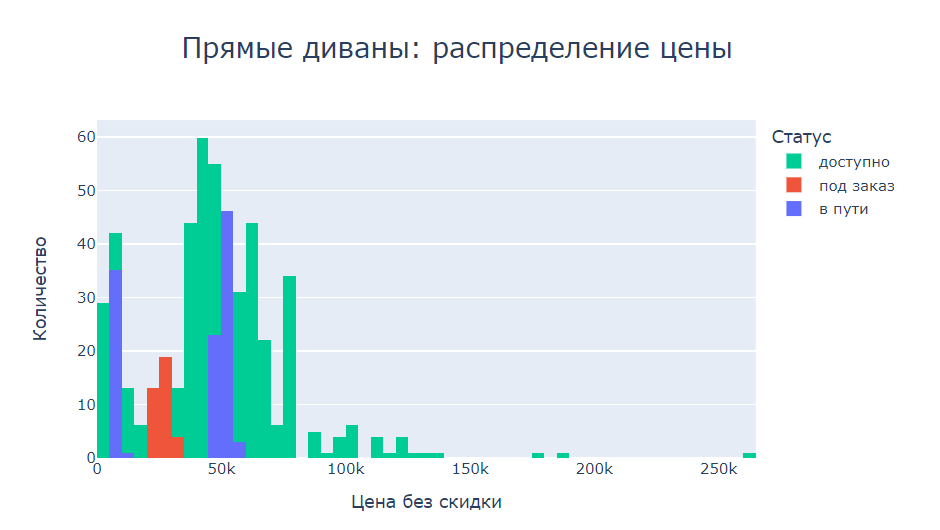 Прямые диваны: распределение цены
Статус
доступно
под заказ
в пути
Количество
60
50
40
30
20
10
0
0
50k
100k
150k
200k
250k
Цена без скидки